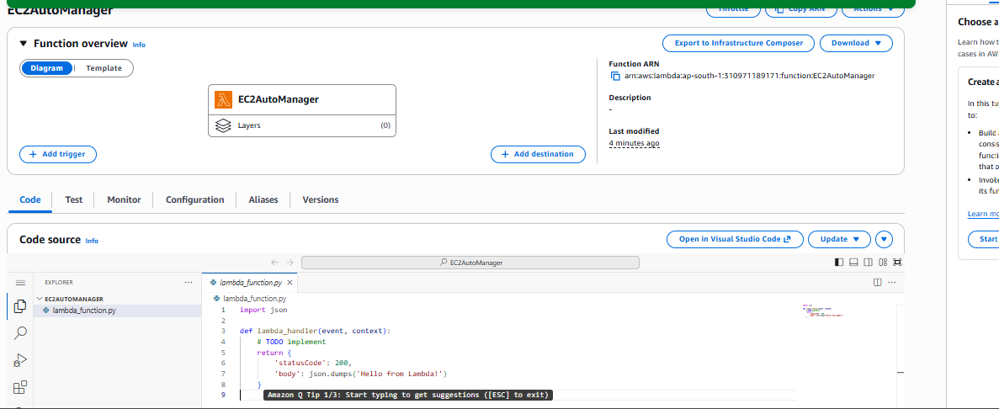 EC2AutoManager
Throttle
Copy ARN
Actions
Function overview Info
Export to Infrastructure Composer
Download
Diagram
Template
EC2AutoManager
Layers
(0)
Add trigger
Add destination
Function ARN
arn:aws:lambda:ap-south-1:310971189171:function:EC2AutoManager
Description
-
Last modified
4 minutes ago
Code
Test
Monitor
Configuration
Aliases
Versions
Code source Info
Open in Visual Studio Code
Update
EC2AutoManager
EXPLORER
EC2AUTOMANAGER
lambda_function.py
lambda_function.py
lambda_function.py
1 import json
2
3 def lambda_handler(event, context):
4     # TODO implement
5     return {
6         'statusCode': 200,
7         'body': json.dumps('Hello from Lambda!')
8     }
9 Amazon Q Tip 1/3: Start typing to get suggestions ([ESC] to exit)
Choose a
Learn how t
cases in AW
Create a
In this tu
to:
Build
consis
functi
that o
Invoke
its fun
Learn mo
Start